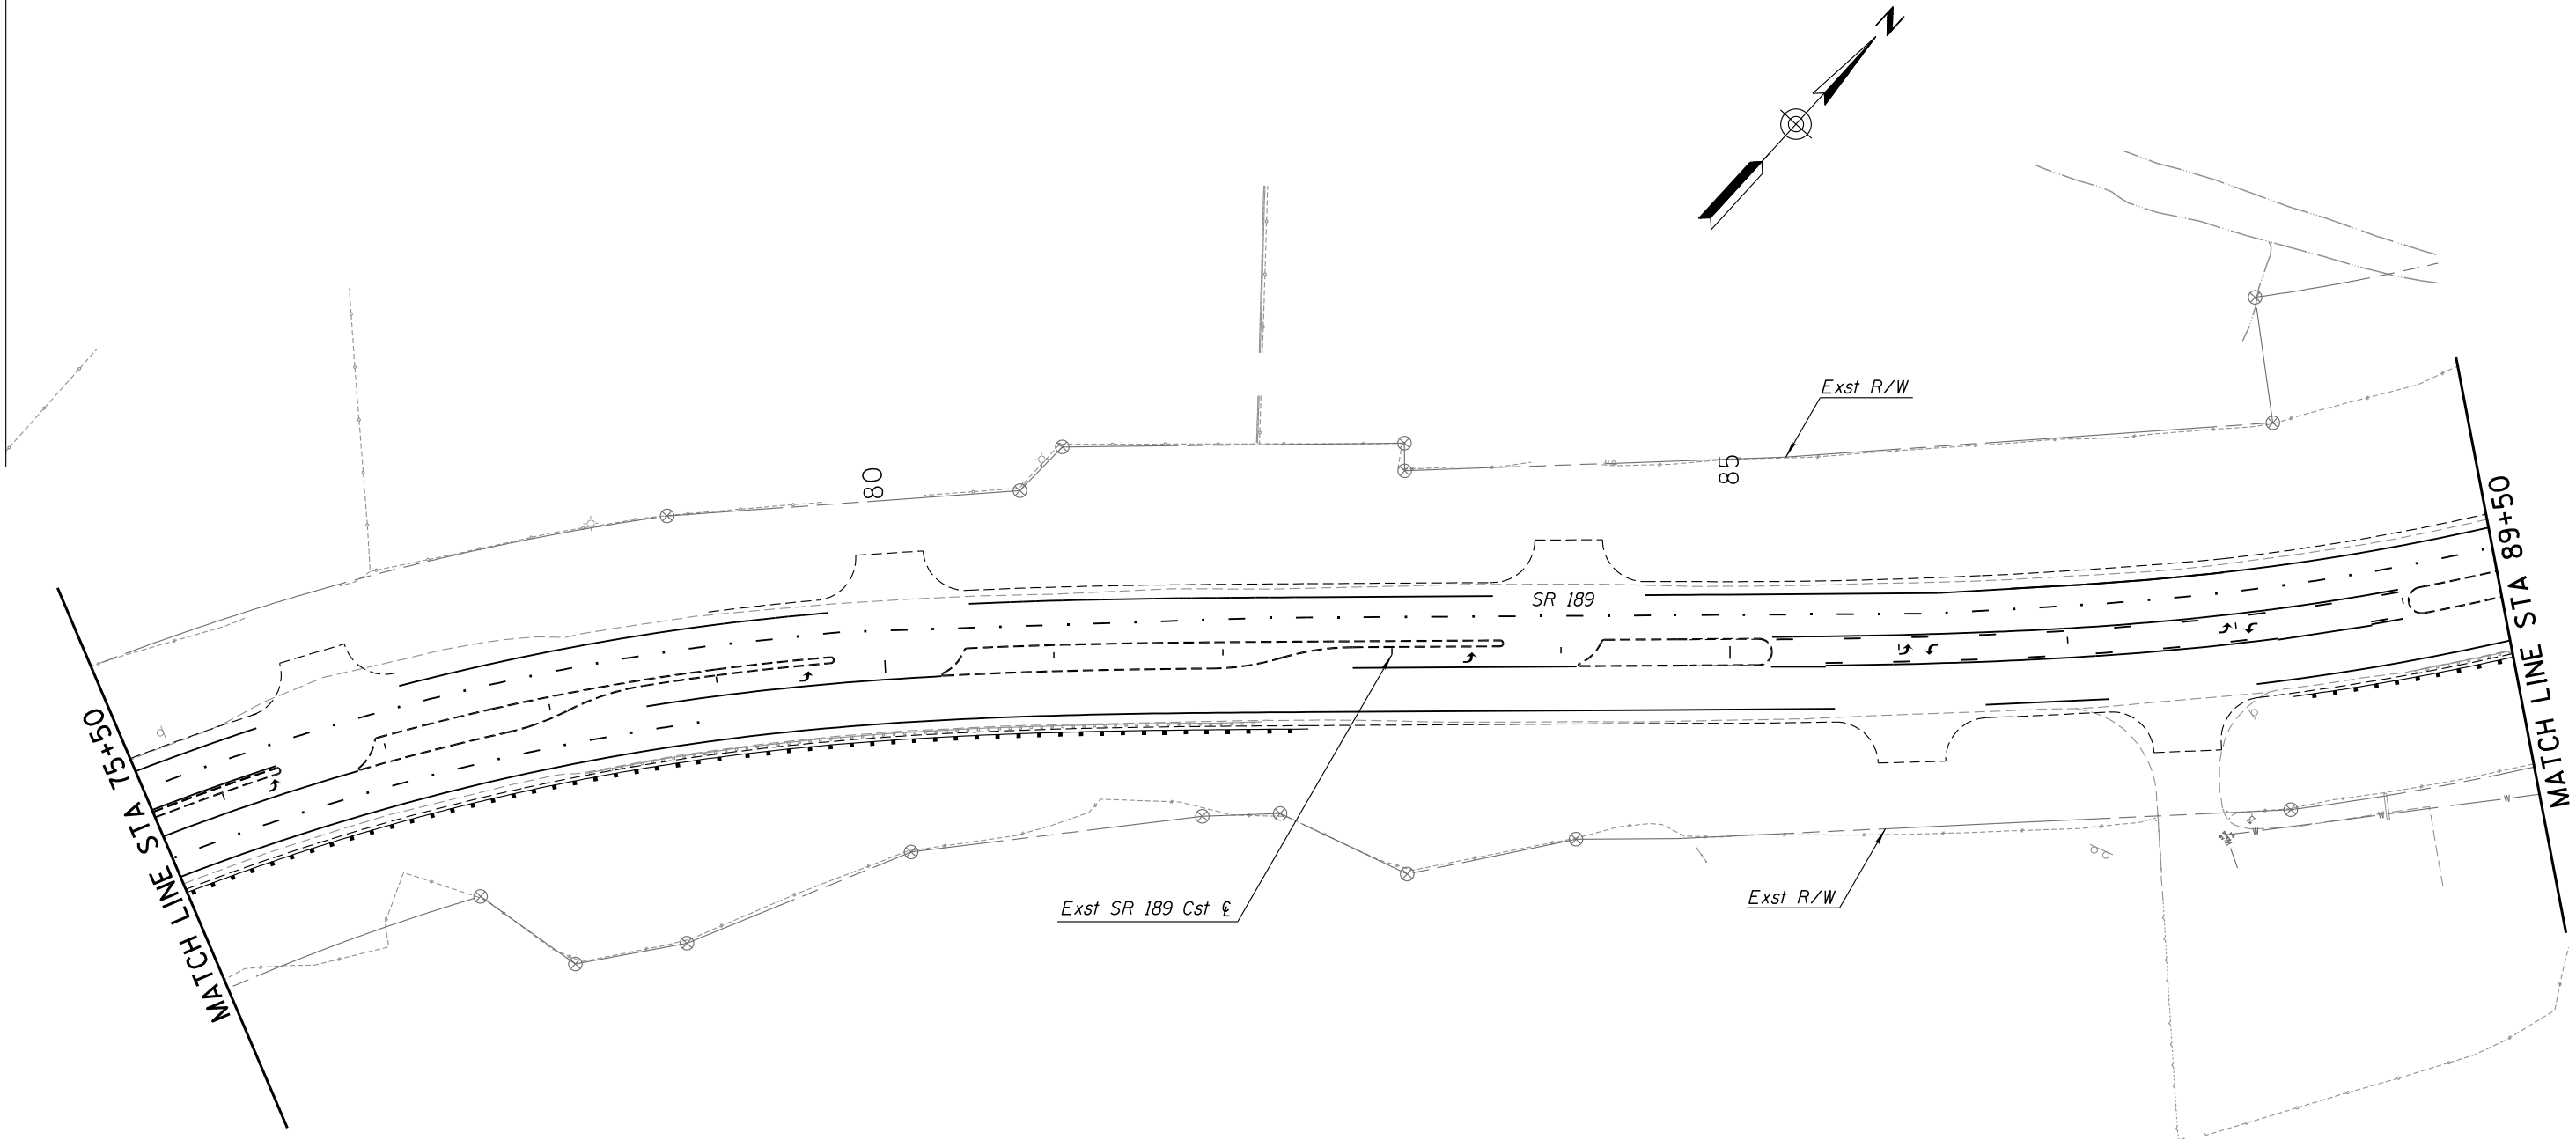 N
Exst R/W
80
85
MATCH LINE STA 89+50
SR 189
MATCH LINE STA 75+50
Exst SR 189 Cst ℄
Exst R/W
W
W
W
W